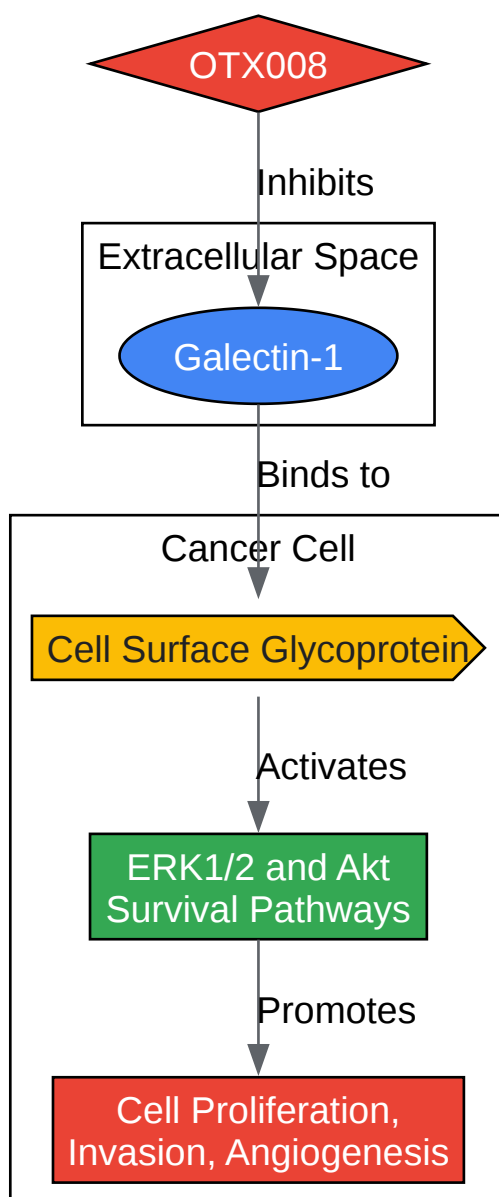 OTX008
Inhibits
Extracellular Space
Galectin-1
Binds to
Cancer Cell
Cell Surface Glycoprotein
Activates
ERK1/2 and Akt
Survival Pathways
Promotes
Cell Proliferation,
Invasion, Angiogenesis